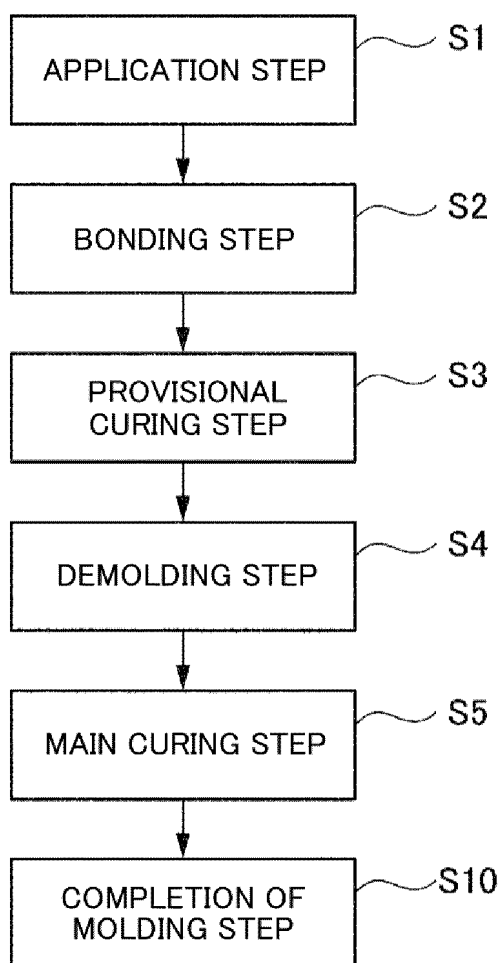 APPLICATION STEP
S1
BONDING STEP
S2
PROVISIONAL
CURING STEP
S3
DEMOLDING STEP
S4
MAIN CURING STEP
S5
COMPLETION OF
MOLDING STEP
S10